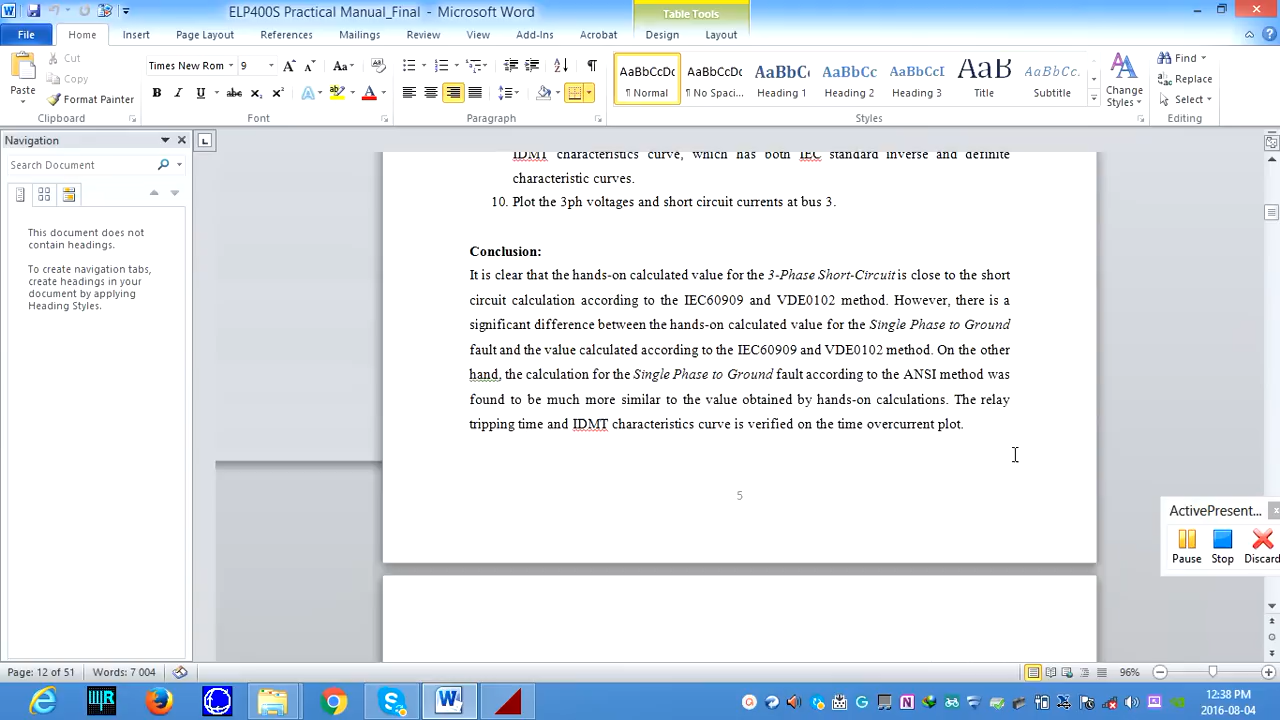 ELP400S Practical Manual_Final - Microsoft Word
Table Tools
File Home Insert Page Layout References Mailings Review View Add-Ins Acrobat Design Layout
Paste
Cut
Copy
Format Painter
Clipboard
Times New Rom 9
Font
Paragraph
AaBbCcDc
¶ Normal
AaBbCcDc
¶ No Spaci...
AaBbC
Heading 1
AaBbCc
Heading 2
AaBbCcI
Heading 3
AaB
Title
AaBbCc.
Subtitle
Styles
Change
Styles
Find
Replace
Select
Editing
Navigation
Search Document
This document does not
contain headings.
To create navigation tabs,
create headings in your
document by applying
Heading Styles.
IDMT characteristics curve, which has both IEC standard inverse and definite
characteristic curves.
10. Plot the 3ph voltages and short circuit currents at bus 3.
Conclusion:
It is clear that the hands-on calculated value for the 3-Phase Short-Circuit is close to the short
circuit calculation according to the IEC60909 and VDE0102 method. However, there is a
significant difference between the hands-on calculated value for the Single Phase to Ground
fault and the value calculated according to the IEC60909 and VDE0102 method. On the other
hand, the calculation for the Single Phase to Ground fault according to the ANSI method was
found to be much more similar to the value obtained by hands-on calculations. The relay
tripping time and IDMT characteristics curve is verified on the time overcurrent plot.
5
ActivePresent...
Pause Stop Discard
Page: 12 of 51 Words: 7 004
96%
12:38 PM
2016-08-04